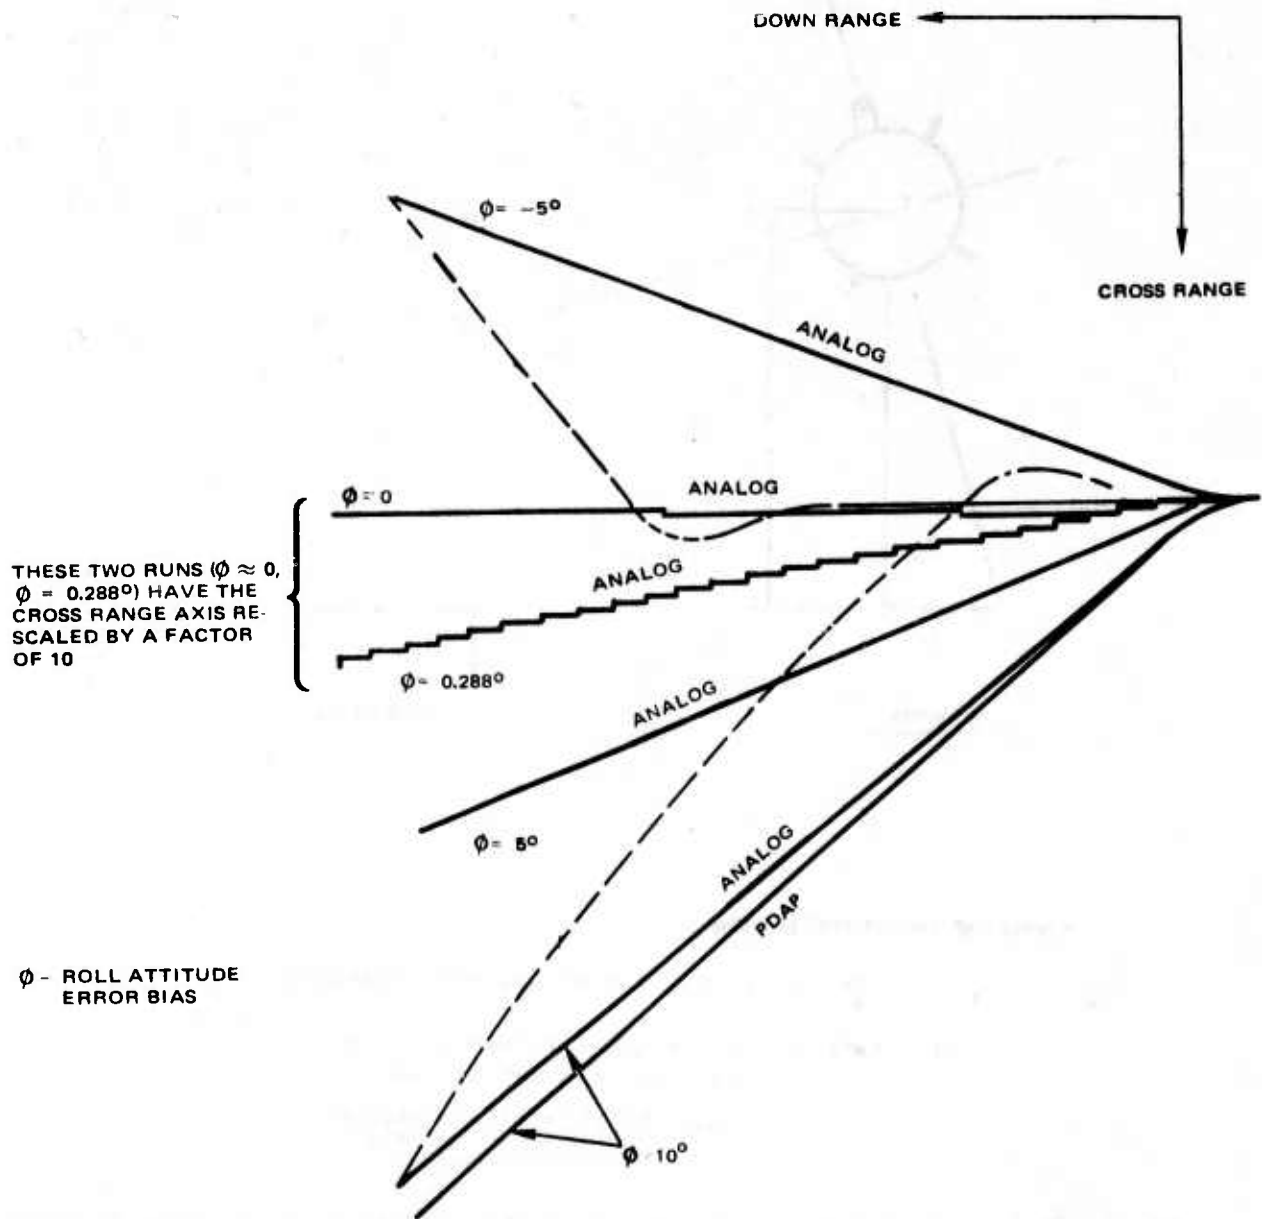 DOWN RANGE
CROSS RANGE
ϕ= -5°
ANALOG
ϕ= 0
ANALOG
THESE TWO RUNS (ϕ ≈ 0,
ϕ = 0.288°) HAVE THE
CROSS RANGE AXIS RE-
SCALED BY A FACTOR
OF 10
ANALOG
ϕ= 0.288°
ANALOG
ϕ= 5°
ANALOG
PDAP
ϕ - ROLL ATTITUDE
ERROR BIAS
ϕ 10°